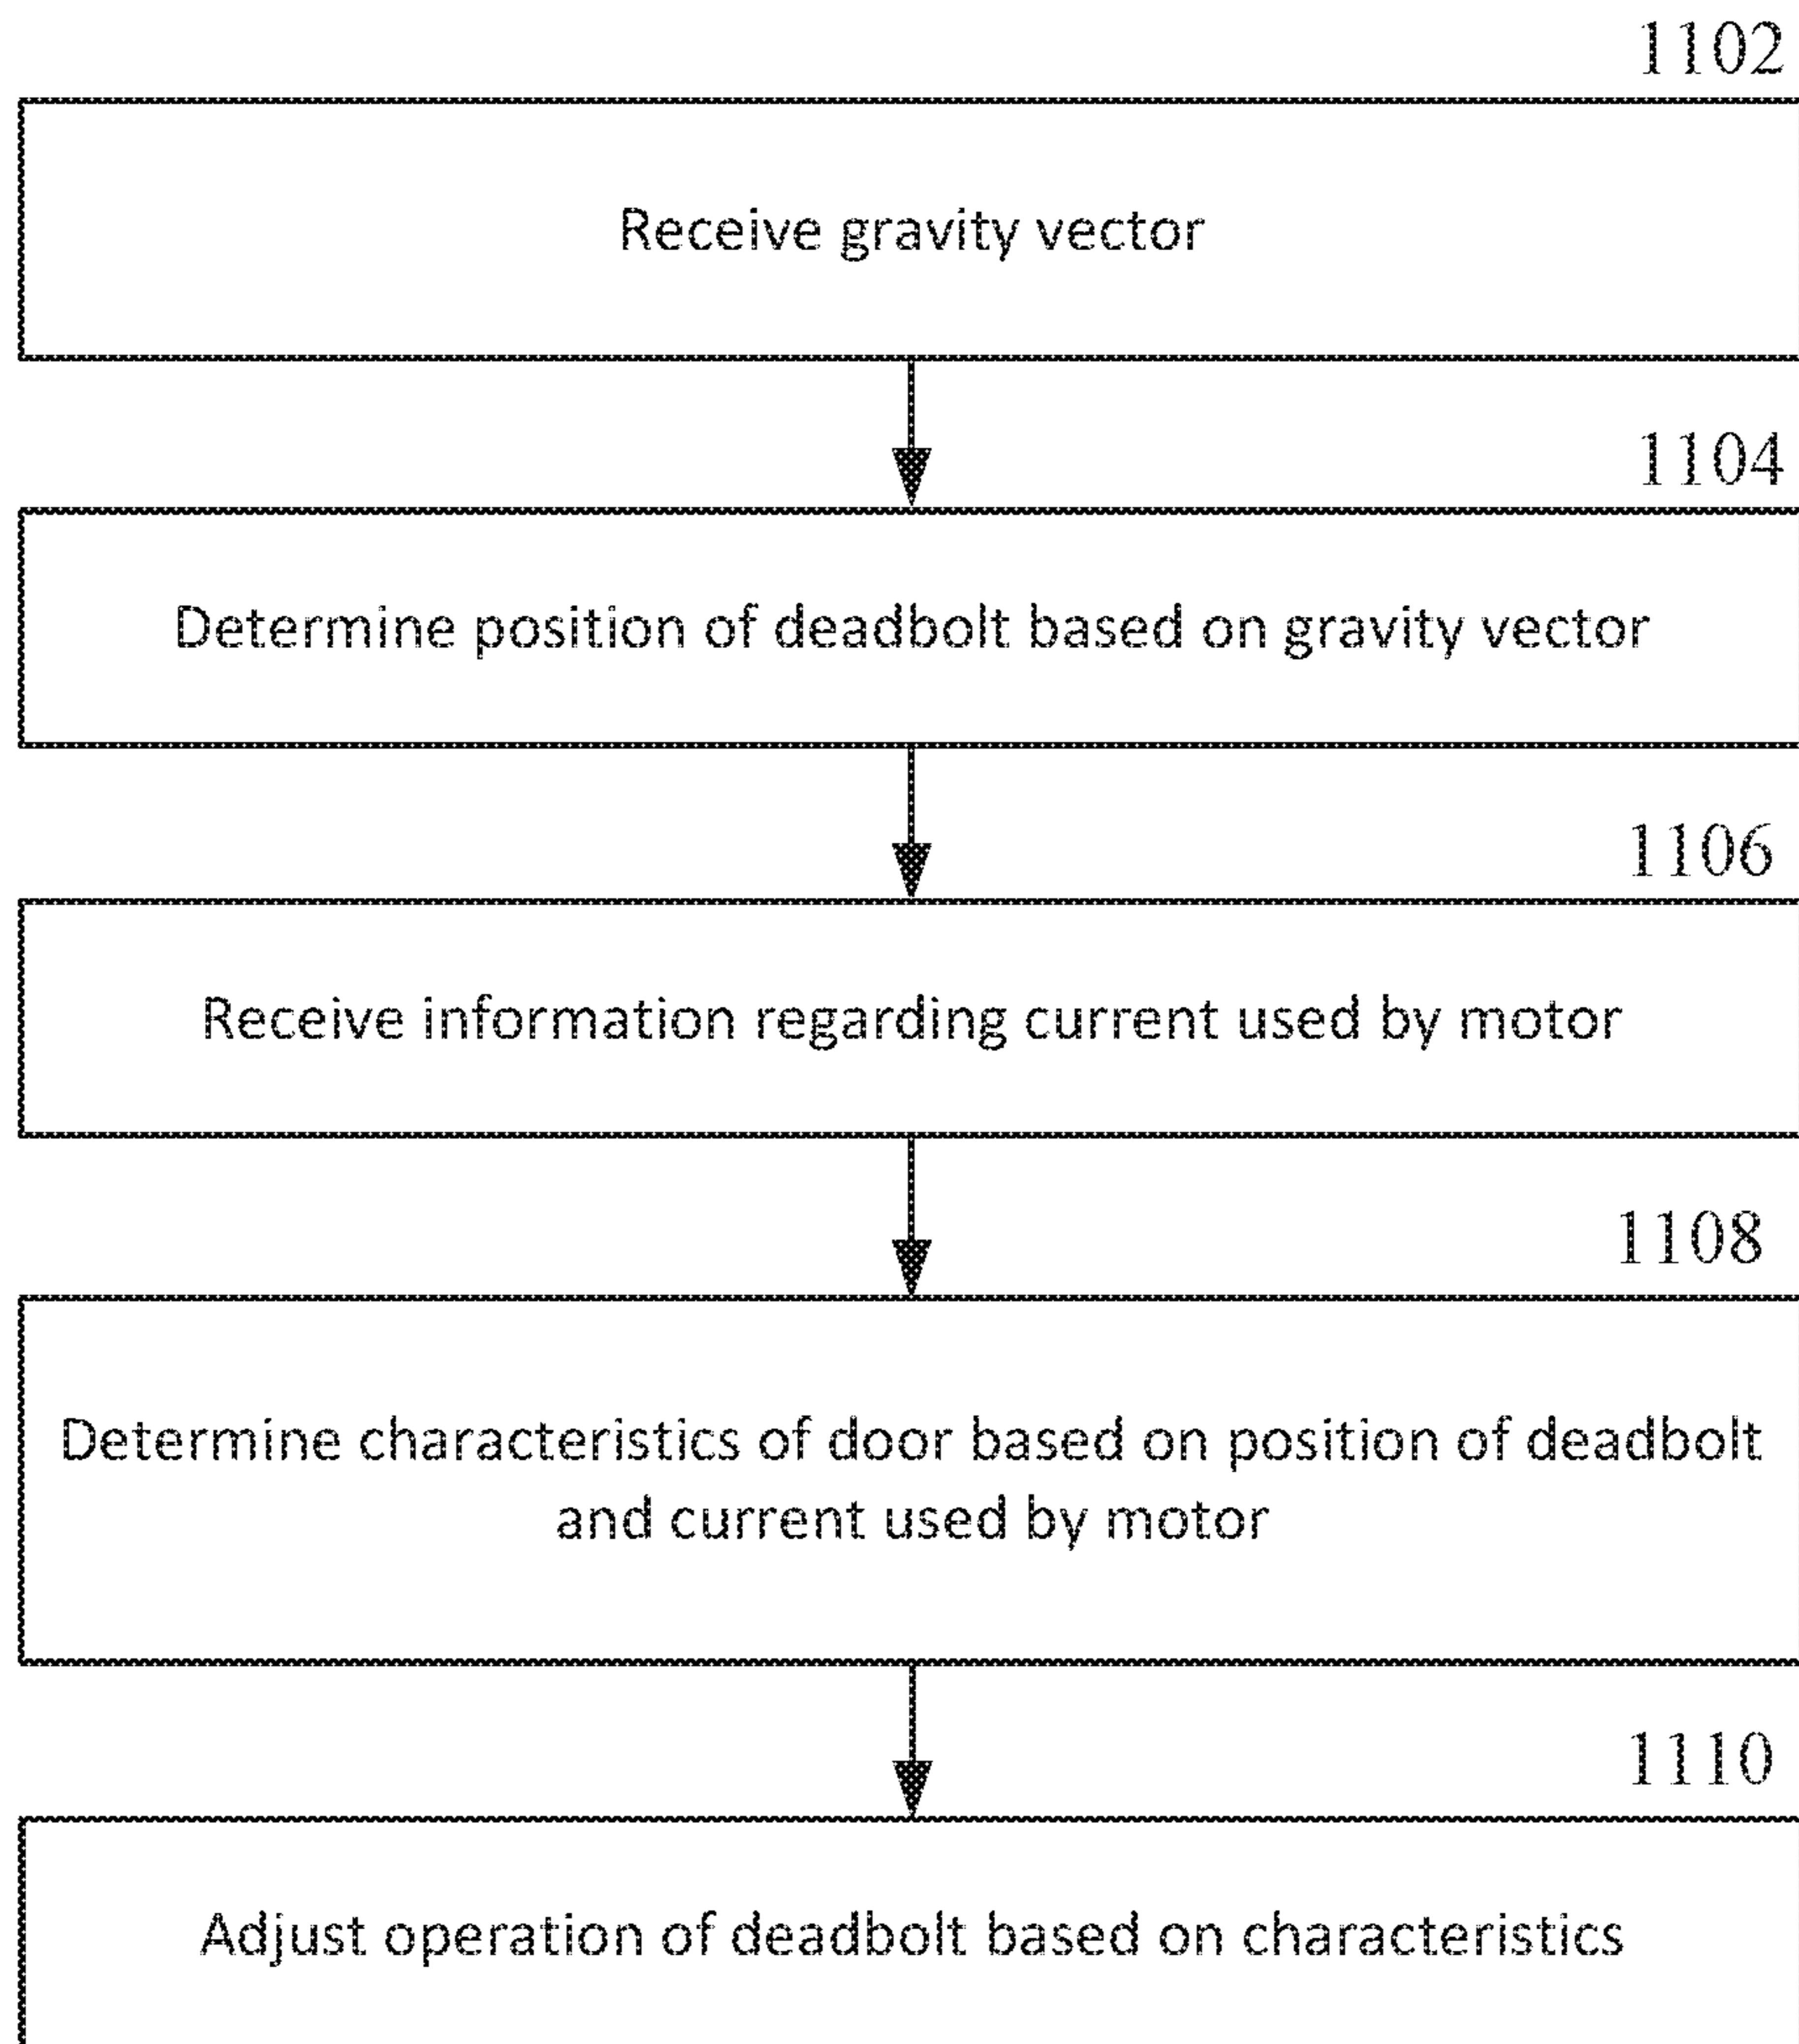 1102
Receive gravity vector
1104
Determine position of deadbolt based on gravity vector
1106
Receive information regarding current used by motor
1108
Determine characteristics of door based on position of deadbolt
and current used by motor
1110
Adjust operation of deadbolt based on characteristics